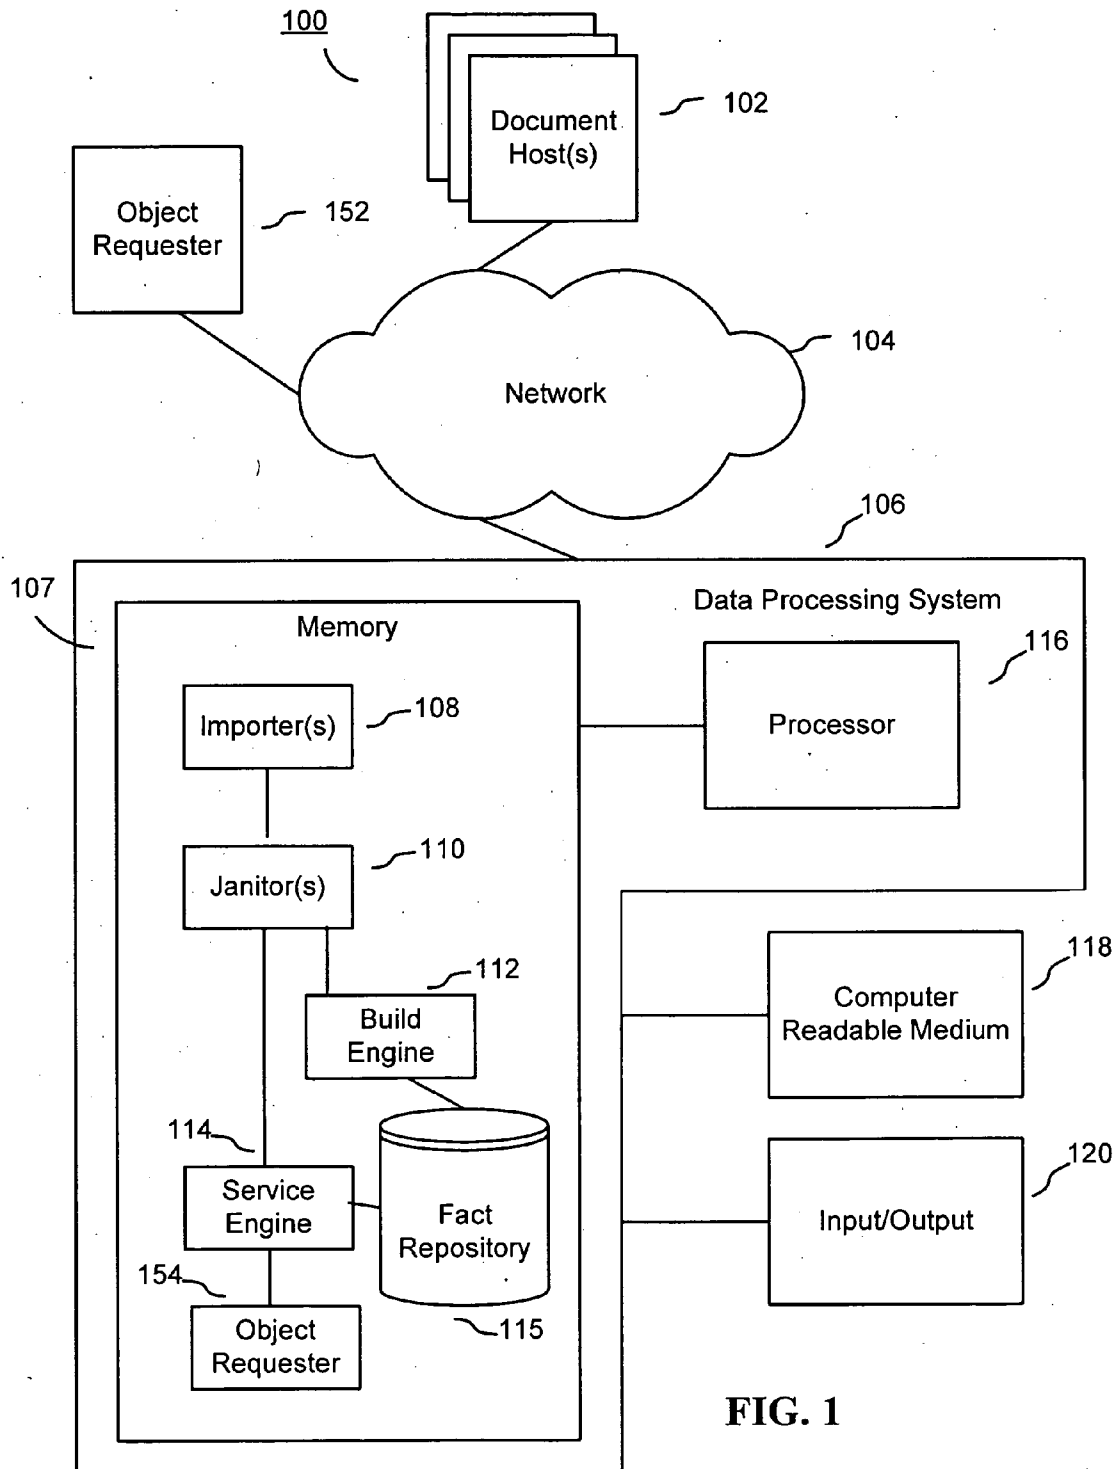 100
Document
Host(s)
102
Object
Requester
152
104
Network
106
107
Data Processing System
Memory
116
Importer(s)
108
Processor
Janitor(s)
110
112
118
Build
Engine
Computer
Readable Medium
114
Service
Engine
Fact
Repository
120
Input/Output
154
115
Object
Requester
FIG. 1